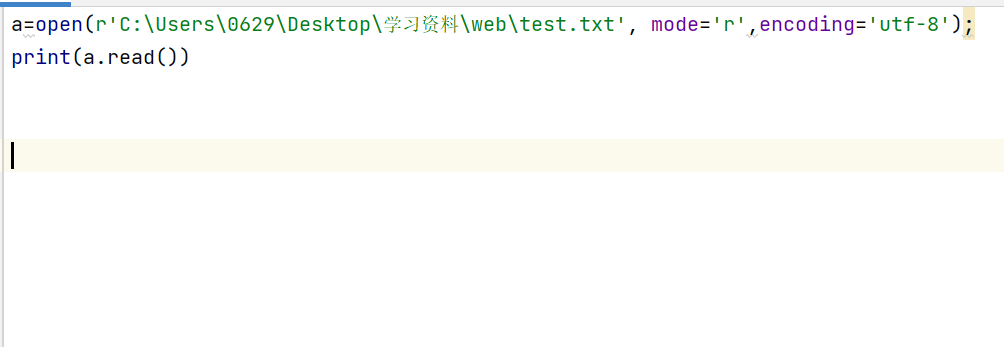 a=open(r'C:\Users\0629\Desktop\学习资料\web\test.txt', mode='r',encoding='utf-8');
print(a.read())